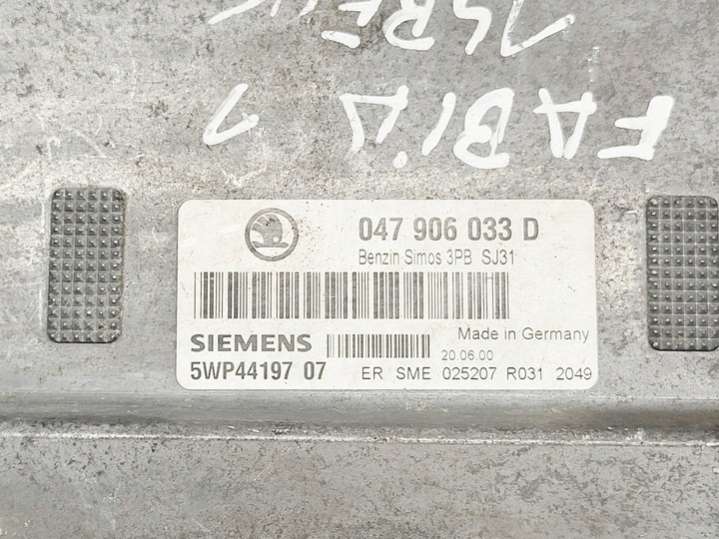 FABIA 1
047 906 033 D
Benzin Simos 3PB SJ31
SIEMENS
Made in Germany
20.06.00
5WP44197 07
ER SME 025207 R031 2049